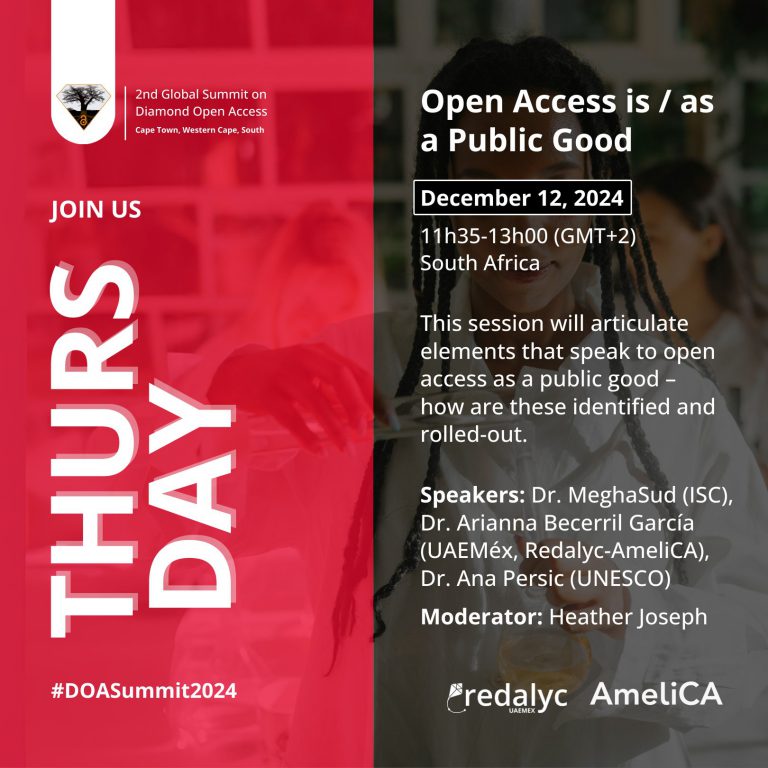 2nd Global Summit on
Diamond Open Access
Cape Town, Western Cape, South
JOIN US
THURS
DAY
#DOASummit2024
Open Access is / as
a Public Good
December 12, 2024
11h35-13h00 (GMT+2)
South Africa
This session will articulate
elements that speak to open
access as a public good –
how are these identified and
rolled-out.
Speakers: Dr. MeghaSud (ISC),
Dr. Arianna Becerril García
(UAEMéx, Redalyc-AmeliCA),
Dr. Ana Persic (UNESCO)
Moderator: Heather Joseph
redalyc
UAEMEX
AmeliCA